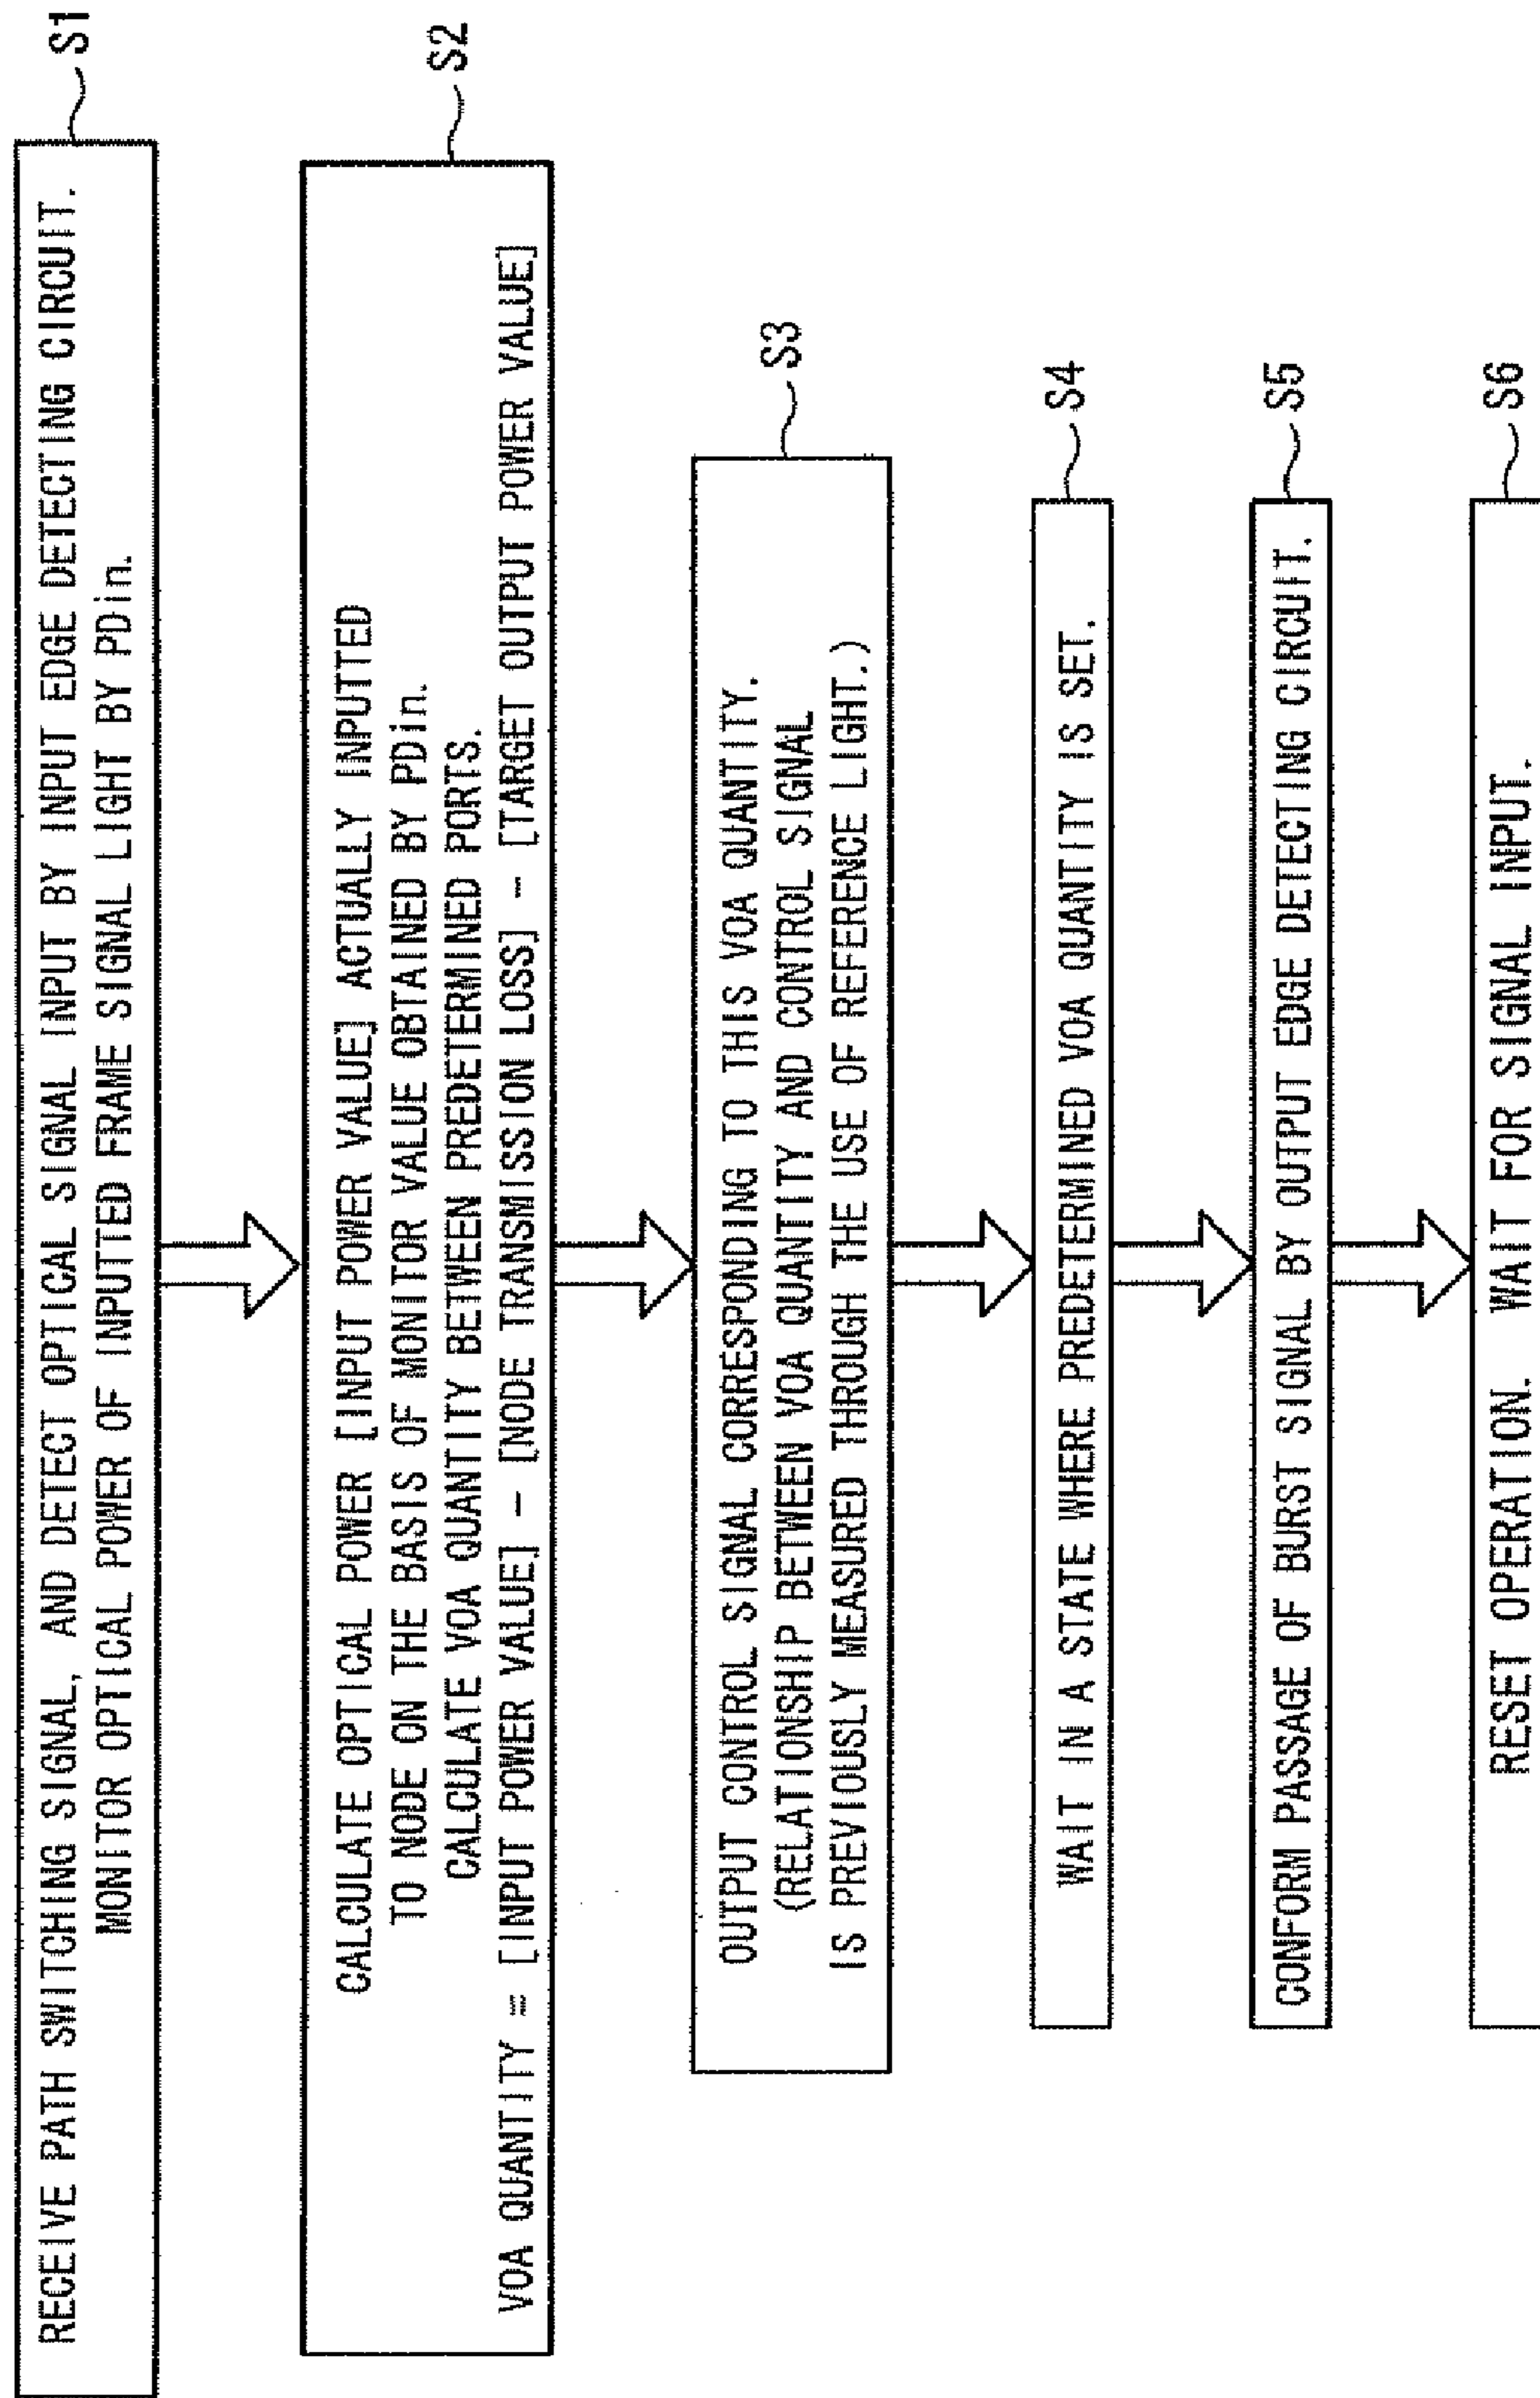 RECEIVE PATH SWITCHING SIGNAL, AND DETECT OPTICAL SIGNAL INPUT BY INPUT EDGE DETECTING CIRCUIT.
MONITOR OPTICAL POWER OF INPUTTED FRAME SIGNAL LIGHT BY PDin.
S1
CALCULATE OPTICAL POWER [INPUT POWER VALUE] ACTUALLY INPUTTED
TO NODE ON THE BASIS OF MONITOR VALUE OBTAINED BY PDin.
CALCULATE VOA QUANTITY BETWEEN PREDETERMINED PORTS.
VOA QUANTITY = [INPUT POWER VALUE] - [NODE TRANSMISSION LOSS] - [TARGET OUTPUT POWER VALUE]
S2
OUTPUT CONTROL SIGNAL CORRESPONDING TO THIS VOA QUANTITY.
(RELATIONSHIP BETWEEN VOA QUANTITY AND CONTROL SIGNAL
IS PREVIOUSLY MEASURED THROUGH THE USE OF REFERENCE LIGHT.)
S3
WAIT IN A STATE WHERE PREDETERMINED VOA QUANTITY IS SET.
S4
CONFORM PASSAGE OF BURST SIGNAL BY OUTPUT EDGE DETECTING CIRCUIT.
S5
RESET OPERATION. WAIT FOR SIGNAL INPUT.
S6